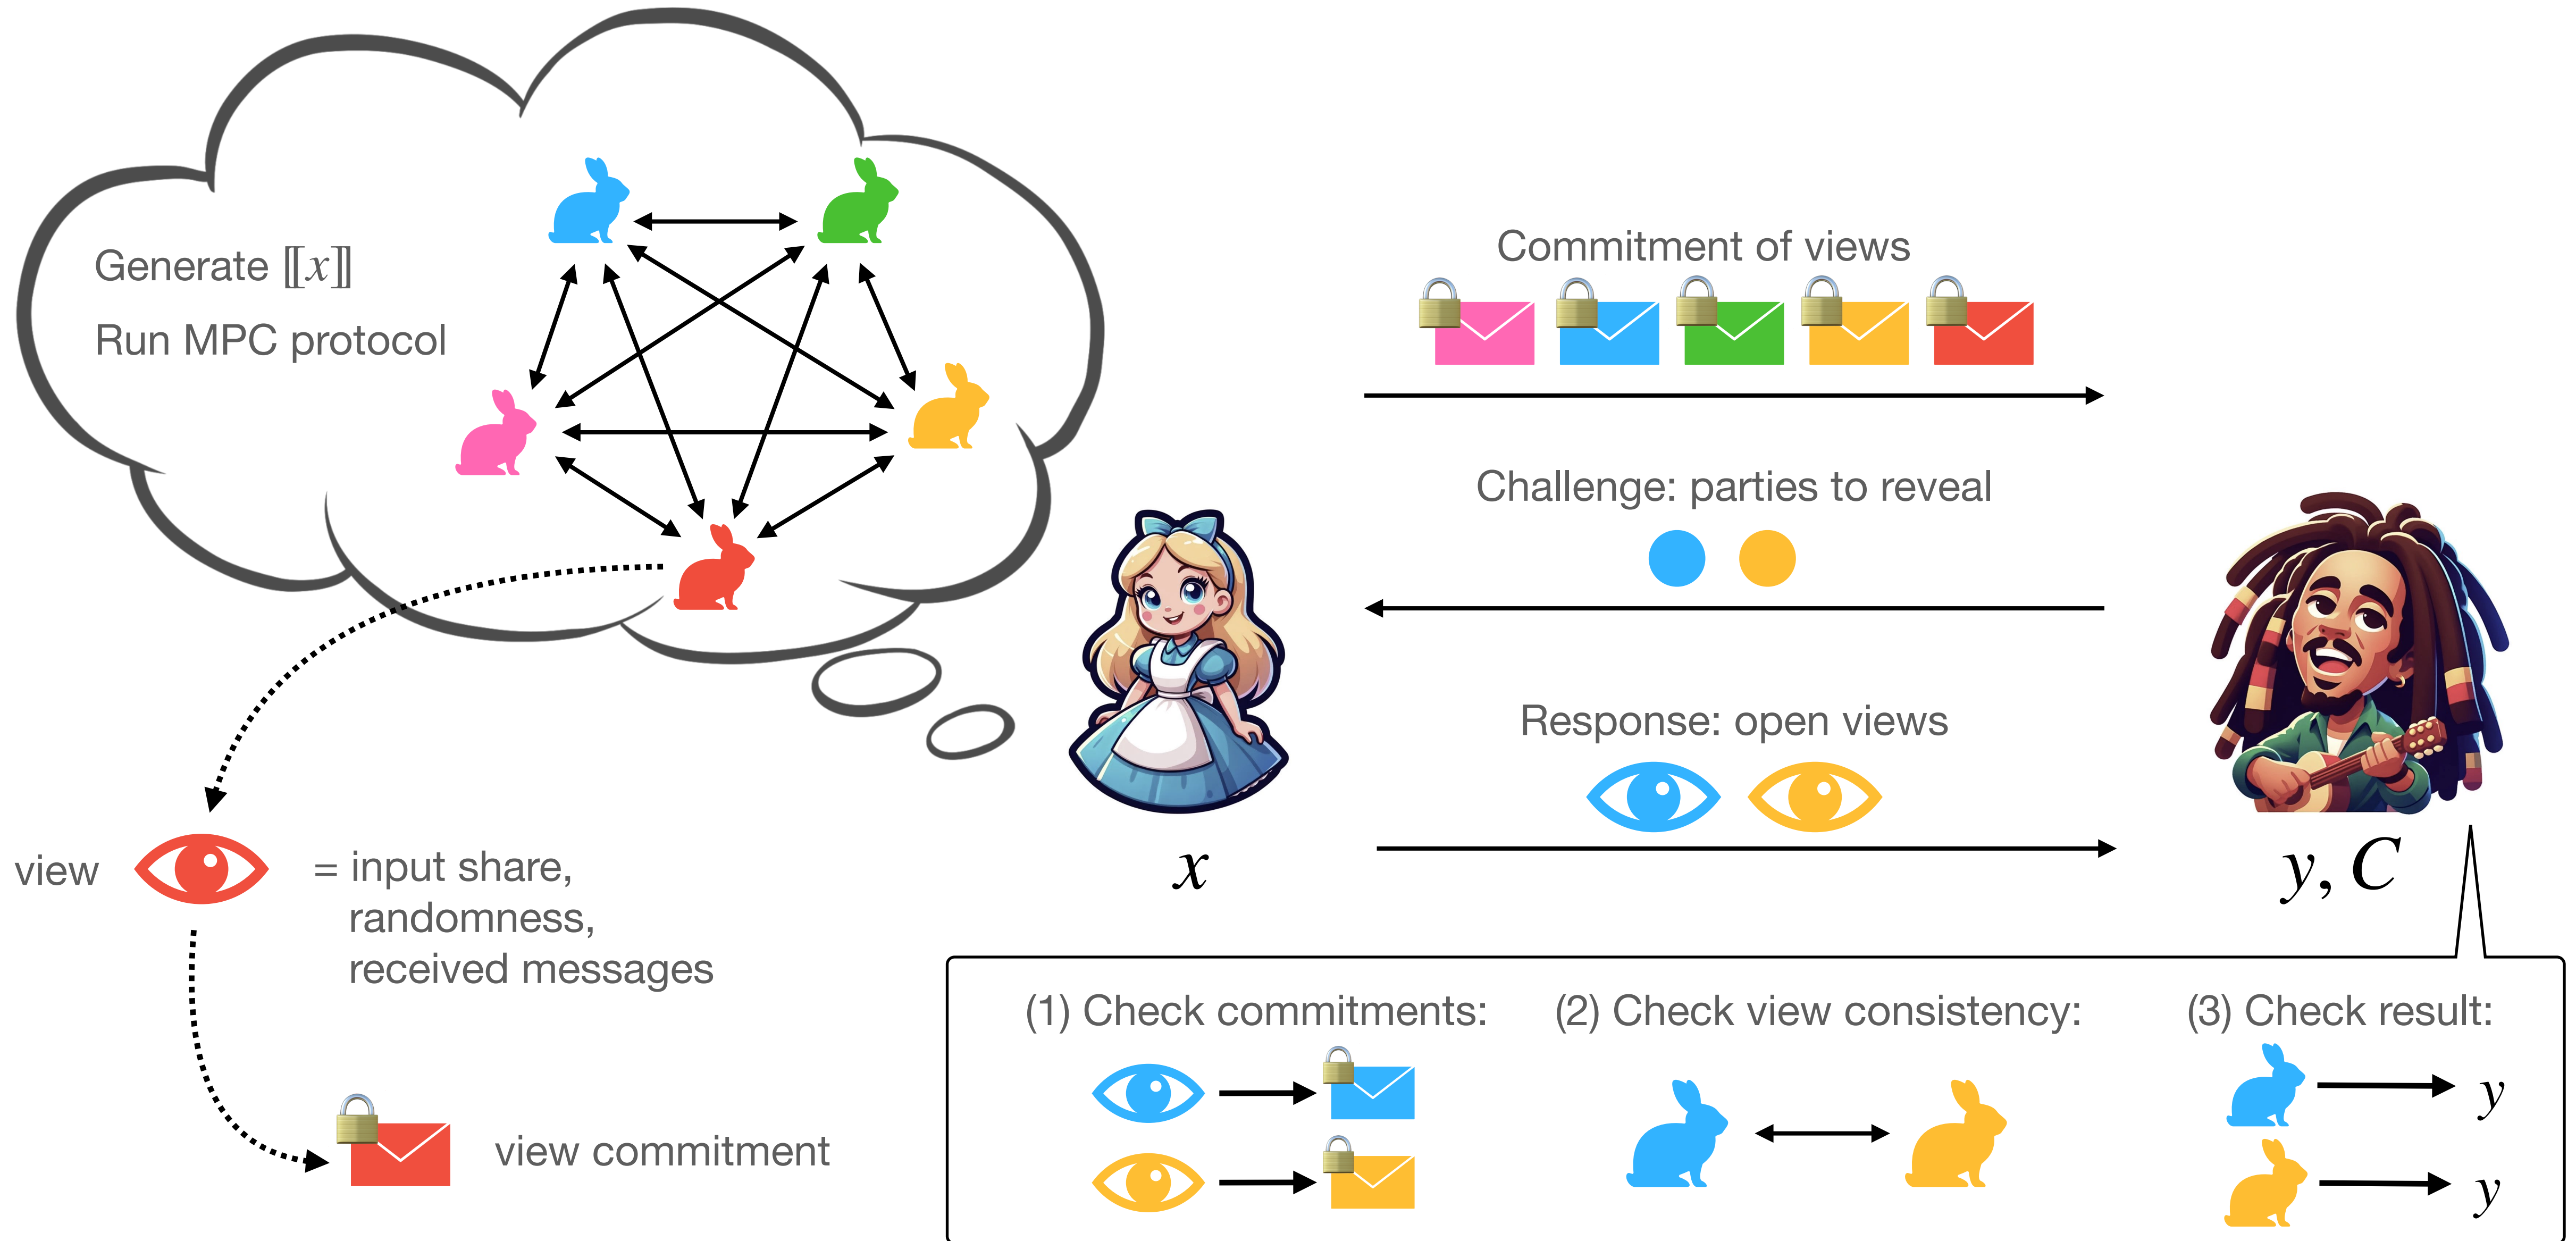 Generate ⟦x⟧
Run MPC protocol
Commitment of views
Challenge: parties to reveal
Response: open views
x
y, C
view
= input share,
randomness,
received messages
view commitment
(1) Check commitments:
(2) Check view consistency:
(3) Check result:
y
y